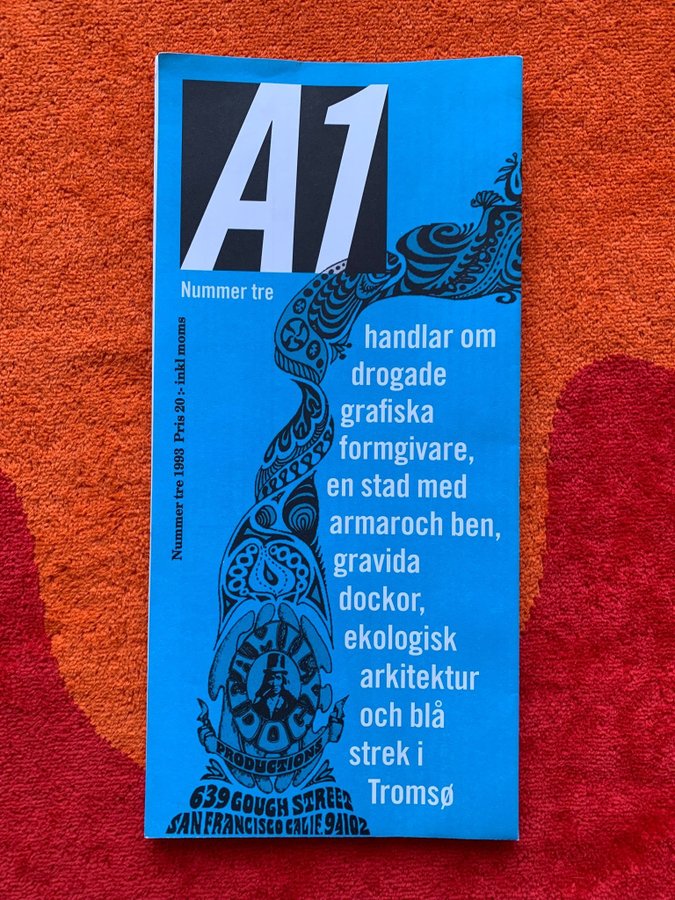 A1
Nummer tre
Nummer tre 1993 Pris 20:- inkl moms
handlar om
drogade
grafiska
formgivare,
en stad med
armaroch ben,
gravida
dockor,
ekologisk
arkitektur
och blå
strek i
Tromsø
FAMILY
DOG
PRODUCTIONS
639 GOUGH STREET
SAN FRANCISCO CALIF. 94102